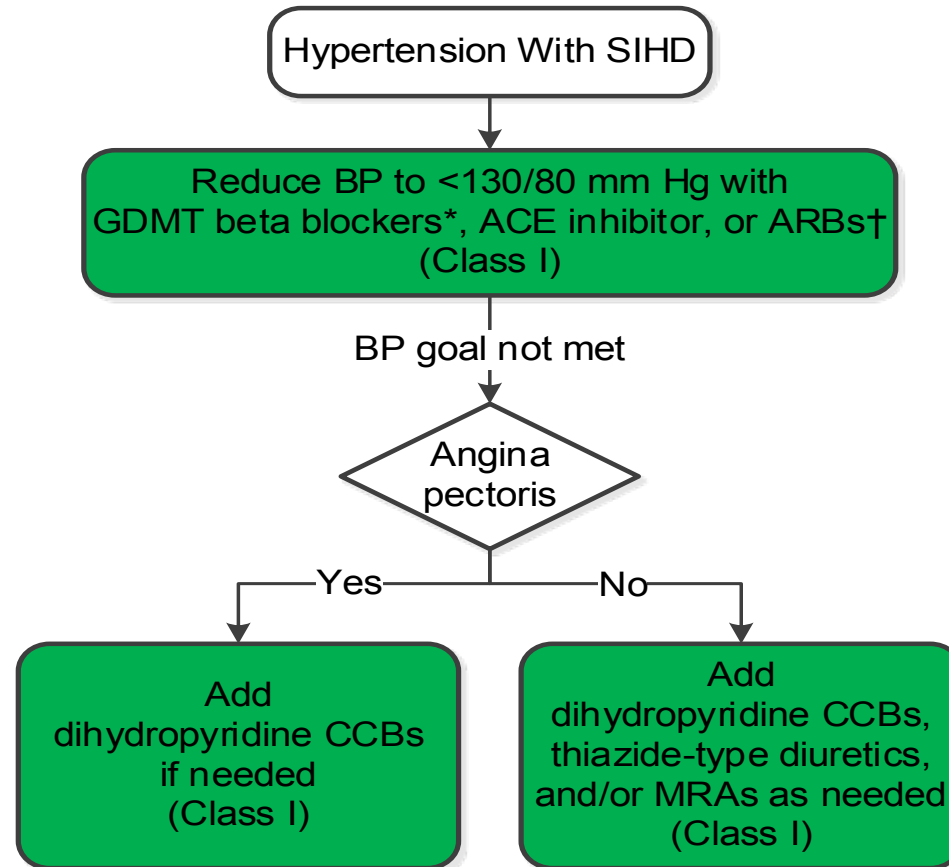 Hypertension With SIHD
Reduce BP to <130/80 mm Hg with
GDMT beta blockers*, ACE inhibitor, or ARBs†
(Class I)
BP goal not met
Angina
pectoris
Yes
No
Add
dihydropyridine CCBs
if needed
(Class I)
Add
dihydropyridine CCBs,
thiazide-type diuretics,
and/or MRAs as needed
(Class I)